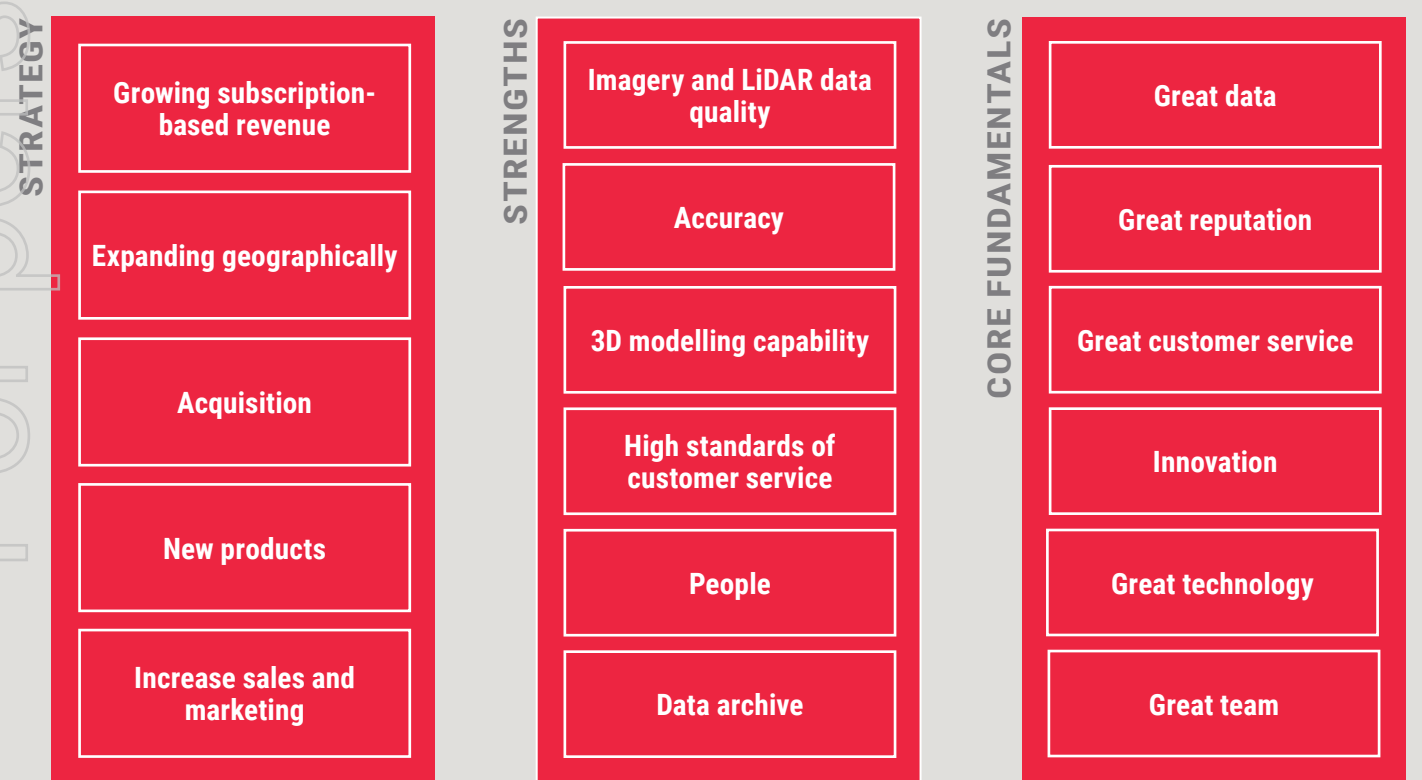 STRATEGY
Growing subscription-
based revenue
Expanding geographically
Acquisition
New products
Increase sales and
marketing
STRENGTHS
Imagery and LiDAR data
quality
Accuracy
3D modelling capability
High standards of
customer service
People
Data archive
CORE FUNDAMENTALS
Great data
Great reputation
Great customer service
Innovation
Great technology
Great team